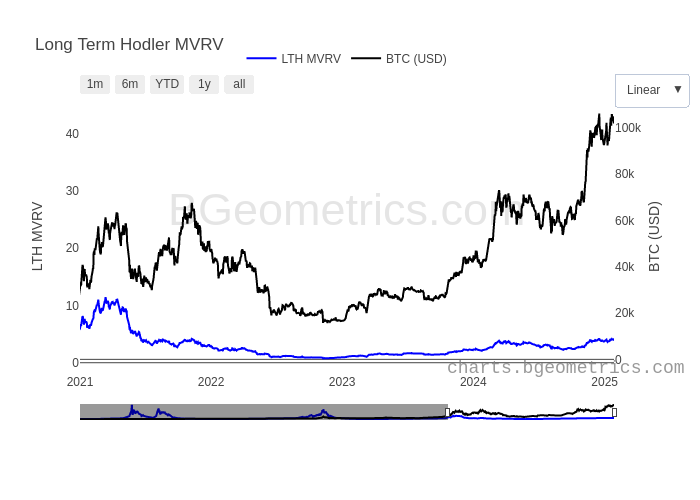 Long Term Hodler MVRV
LTH MVRV BTC (USD)
1m 6m YTD 1y all
Linear ▼
40
30
20
10
0
LTH MVRV
100k
80k
60k
40k
20k
0
BTC (USD)
BGeometrics.com
charts.bgeometrics.com
2021 2022 2023 2024 2025